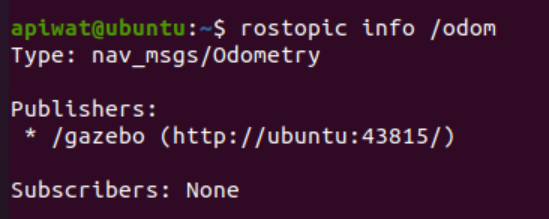 apiwat@ubuntu:~$ rostopic info /odom
Type: nav_msgs/Odometry

Publishers:
 * /gazebo (http://ubuntu:43815/)

Subscribers: None